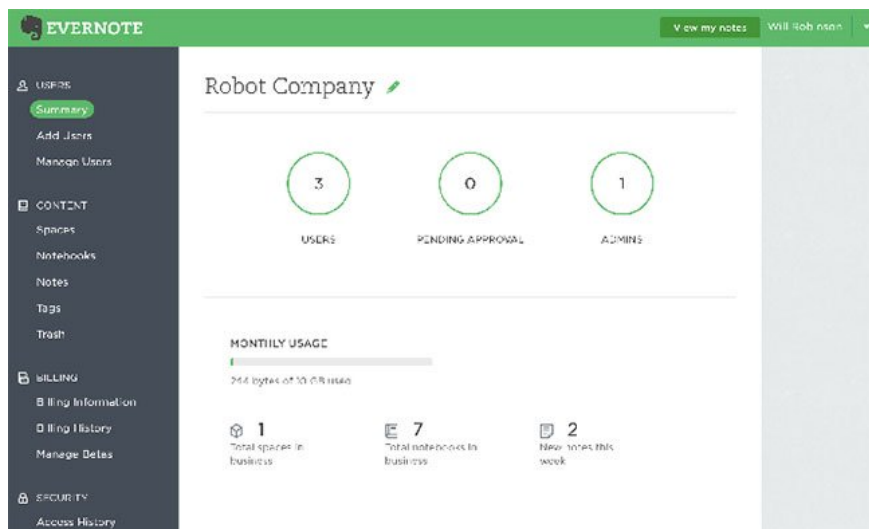 EVERNOTE
View my notes
Will Robinson
USERS
Summary
Add Users
Manage Users
CONTENT
Spaces
Notebooks
Notes
Tags
Trash
BILLING
Billing Information
Billing History
Manage Betas
SECURITY
Access History
Robot Company
3
USERS
0
PENDING APPROVAL
1
ADMINS
MONTHLY USAGE
bytes of 10 GB used
1
Total spaces in
business
7
Total notebooks in
business
2
New notes this
week